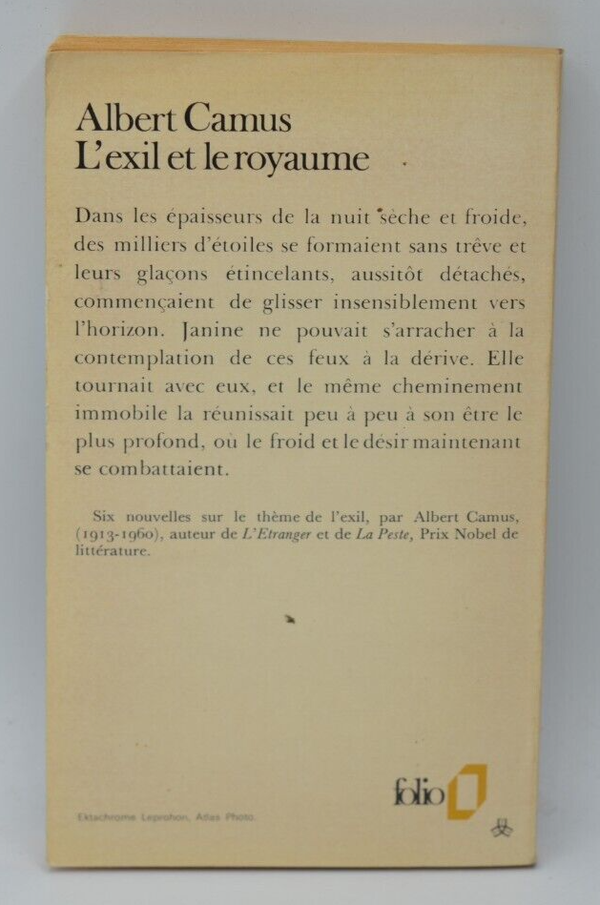 Albert Camus
L'exil et le royaume
Dans les épaisseurs de la nuit sèche et froide,
des milliers d'étoiles se formaient sans trêve et
leurs glaçons étincelants, aussitôt détachés,
commençaient de glisser insensiblement vers
l'horizon. Janine ne pouvait s'arracher à la
contemplation de ces feux à la dérive. Elle
tournait avec eux, et le même cheminement
immobile la réunissait peu à peu à son être le
plus profond, où le froid et le désir maintenant
se combattaient.
Six nouvelles sur le thème de l'exil, par Albert Camus,
(1913-1960), auteur de L'Etranger et de La Peste, Prix Nobel de
littérature.
folio
Ektachrome Leprohon, Atlas Photo.